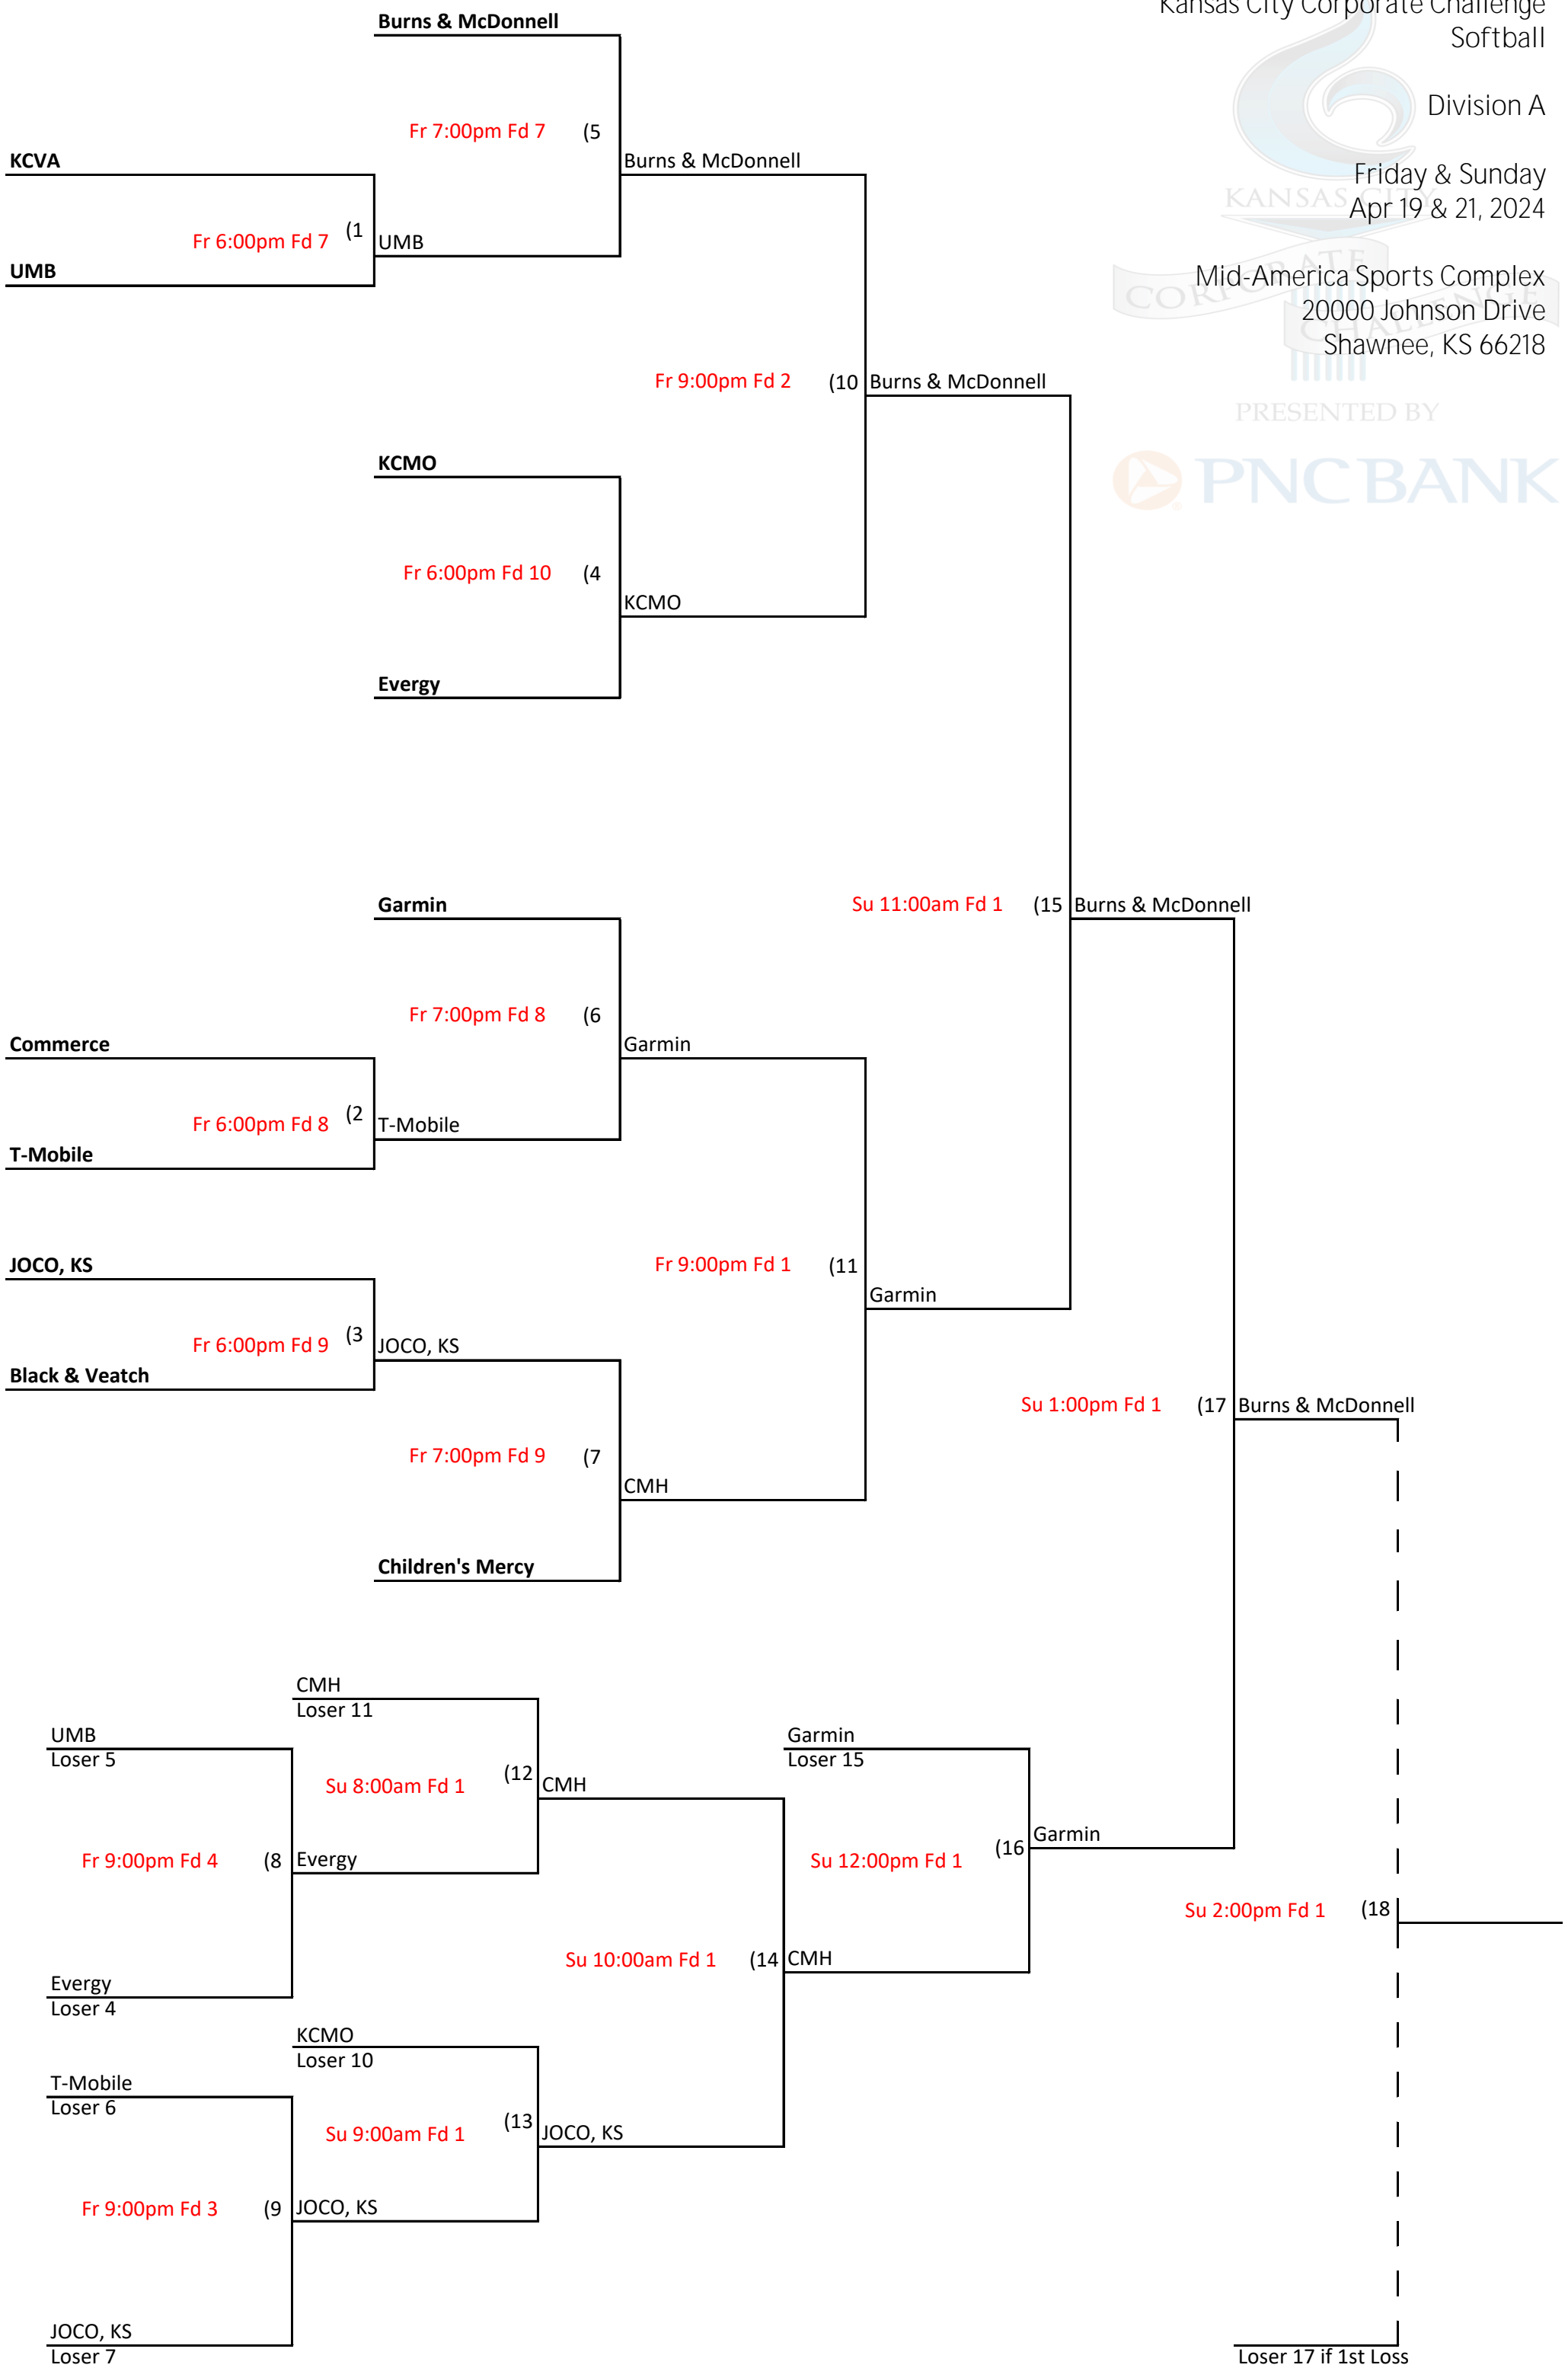 Kansas City Corporate Challenge
Softball
Division A
Friday & Sunday
Apr 19 & 21, 2024
Mid-America Sports Complex
20000 Johnson Drive
Shawnee, KS 66218
KANSAS CITY
CORPORATE
CHALLENGE
PRESENTED BY
PNC BANK
Burns & McDonnell
Fr 7:00pm Fd 7 (5
KCVA
Burns & McDonnell
Fr 6:00pm Fd 7 (1
UMB
UMB
Fr 9:00pm Fd 2 (10 Burns & McDonnell
KCMO
Fr 6:00pm Fd 10 (4
KCMO
Evergy
Garmin
Su 11:00am Fd 1 (15 Burns & McDonnell
Fr 7:00pm Fd 8 (6
Commerce
Garmin
Fr 6:00pm Fd 8 (2
T-Mobile
T-Mobile
JOCO, KS
Fr 9:00pm Fd 1 (11
Garmin
Fr 6:00pm Fd 9 (3
JOCO, KS
Black & Veatch
Su 1:00pm Fd 1 (17 Burns & McDonnell
Fr 7:00pm Fd 9 (7
CMH
Children's Mercy
CMH
Loser 11
UMB
Loser 5
Garmin
Loser 15
Su 8:00am Fd 1 (12
CMH
Garmin
Fr 9:00pm Fd 4 (8 Evergy
Su 12:00pm Fd 1 (16
Su 2:00pm Fd 1 (18
Su 10:00am Fd 1 (14 CMH
Evergy
Loser 4
KCMO
Loser 10
T-Mobile
Loser 6
Su 9:00am Fd 1 (13
JOCO, KS
Fr 9:00pm Fd 3 (9 JOCO, KS
JOCO, KS
Loser 7
Loser 17 if 1st Loss